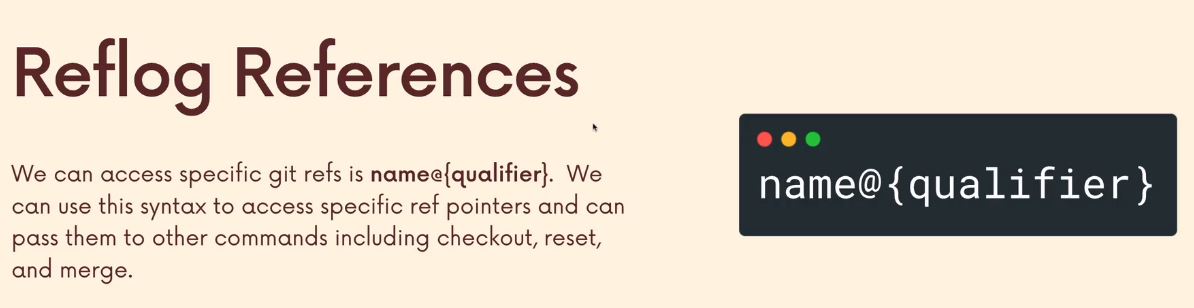 Reflog References
We can access specific git refs is name@{qualifier}. We
can use this syntax to access specific ref pointers and can
pass them to other commands including checkout, reset,
and merge.
name@{qualifier}